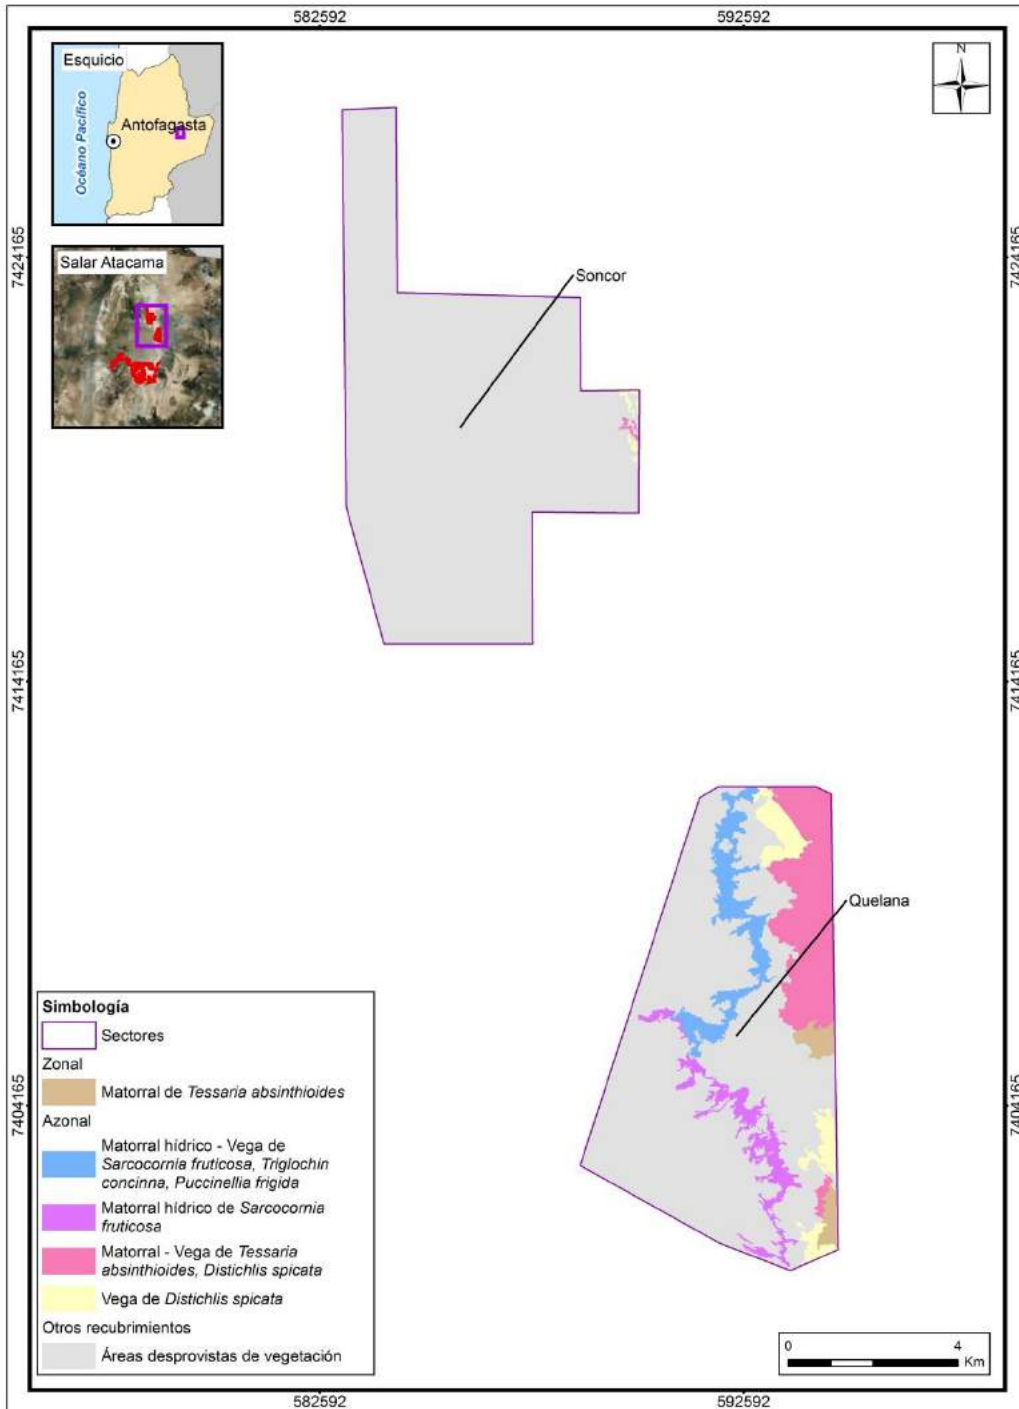 582592
592592
Esquicio
Océano Pacífico
Antofagasta
N
7424165
7424165
Salar Atacama
Soncor
7414165
7414165
Quelana
7404165
7404165
Simbología
Sectores
Zonal
Matorral de Tessaria absinthioides
Azonal
Matorral hídrico - Vega de
Sarcocornia fruticosa, Triglochin
concinna, Puccinellia frigida
Matorral hídrico de Sarcocornia
fruticosa
Matorral - Vega de Tessaria
absinthioides, Distichlis spicata
Vega de Distichlis spicata
Otros recubrimientos
Áreas desprovistas de vegetación
0 4
Km
582592
592592